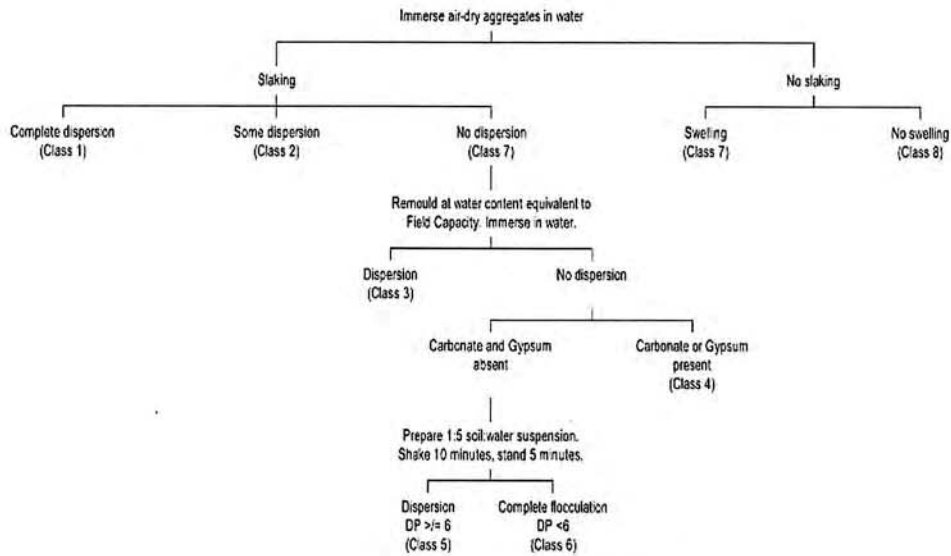 Immerse air-dry aggregates in water
Slaking
No slaking
Complete dispersion
(Class 1)
Some dispersion
(Class 2)
No dispersion
(Class 7)
Swelling
(Class 7)
No swelling
(Class 8)
Remould at water content equivalent to
Field Capacity. Immerse in water.
Dispersion
(Class 3)
No dispersion
Carbonate and Gypsum
absent
Carbonate or Gypsum
present
(Class 4)
Prepare 1:5 soil:water suspension.
Shake 10 minutes, stand 5 minutes.
Dispersion
DP >/= 6
(Class 5)
Complete flocculation
DP <6
(Class 6)